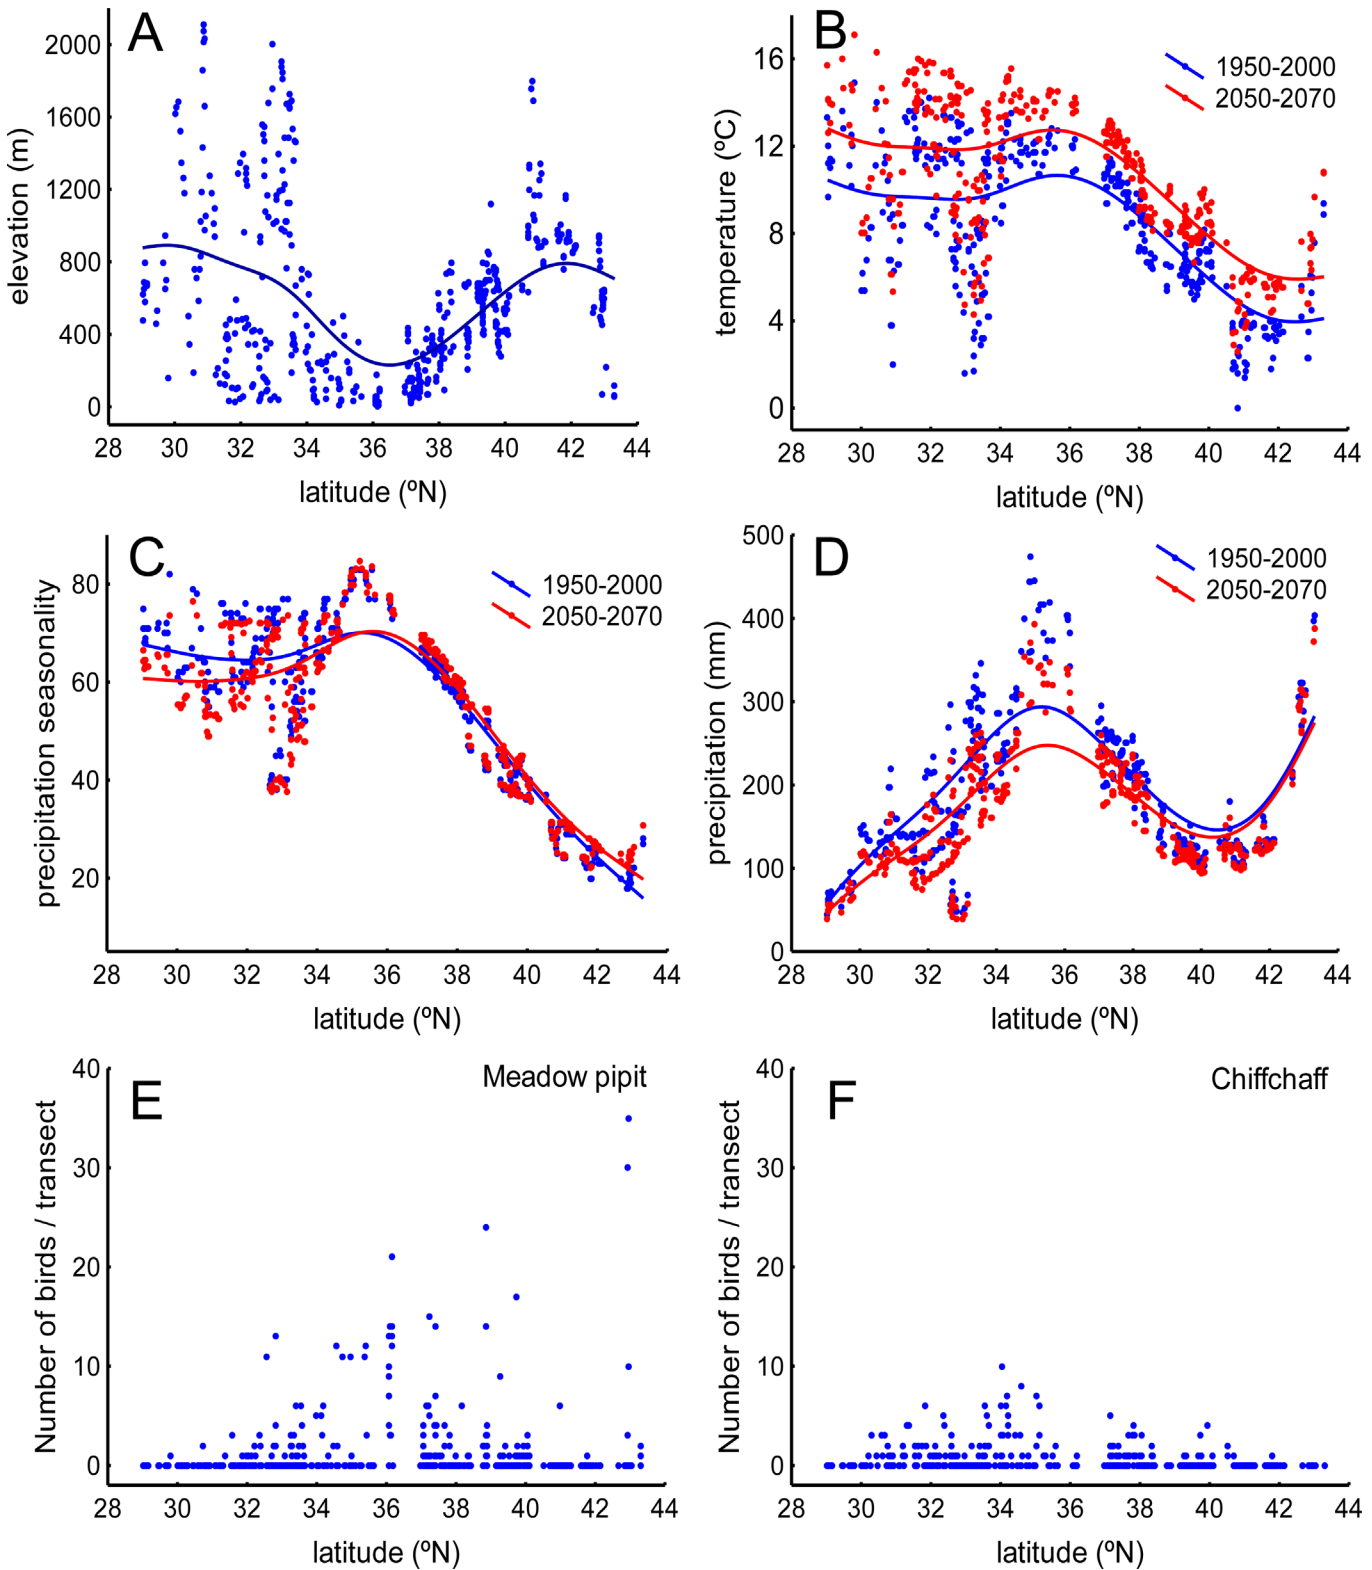 A
elevation (m)
2000
1600
1200
800
400
0
28 30 32 34 36 38 40 42 44
latitude (ºN)
B
1950-2000
2050-2070
temperature (ºC)
16
12
8
4
0
28 30 32 34 36 38 40 42 44
latitude (ºN)
C
1950-2000
2050-2070
precipitation seasonality
80
60
40
20
28 30 32 34 36 38 40 42 44
latitude (ºN)
D
1950-2000
2050-2070
precipitation (mm)
500
400
300
200
100
0
28 30 32 34 36 38 40 42 44
latitude (ºN)
E
Meadow pipit
Number of birds / transect
40
30
20
10
0
28 30 32 34 36 38 40 42 44
latitude (ºN)
F
Chiffchaff
Number of birds / transect
40
30
20
10
0
28 30 32 34 36 38 40 42 44
latitude (ºN)